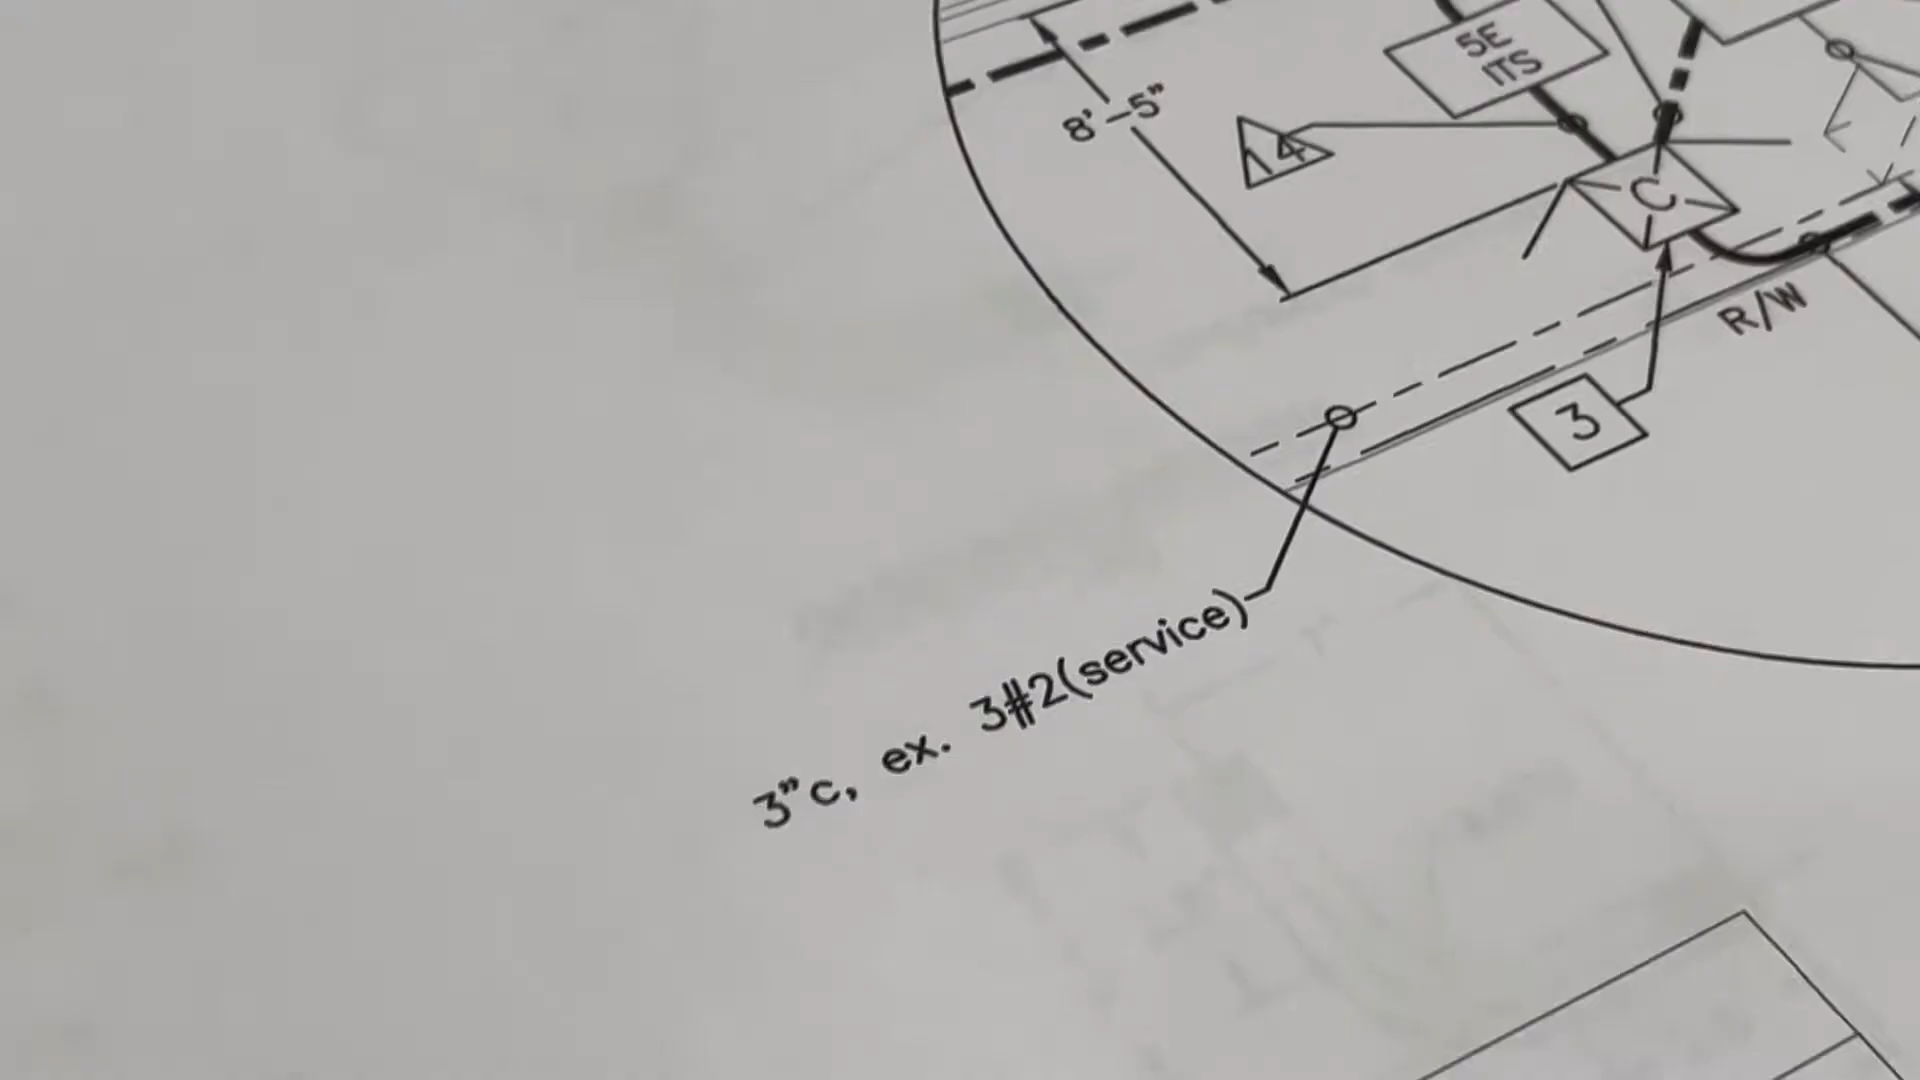 5E
ITS
8'-5"
14
C
R/W
3
3"c, ex. 3#2(service)